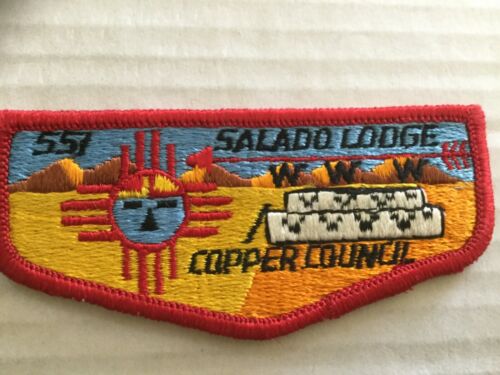 551 SALADO LODGE
W W W
COPPER COUNCIL